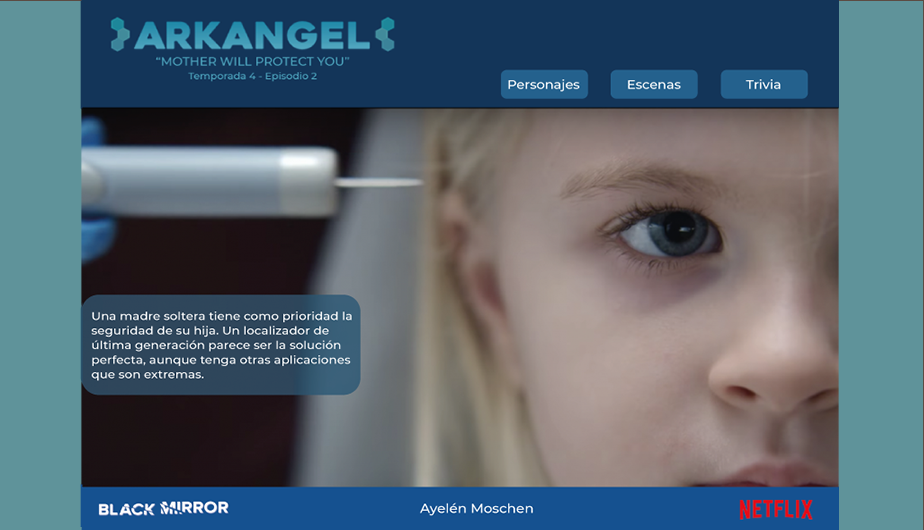 ARKANGEL
"MOTHER WILL PROTECT YOU"
Temporada 4 - Episodio 2
Personajes
Escenas
Trivia
Una madre soltera tiene como prioridad la
seguridad de su hija. Un localizador de
última generación parece ser la solución
perfecta, aunque tenga otras aplicaciones
que son extremas.
BLACK MIRROR
Ayelén Moschen
NETFLIX